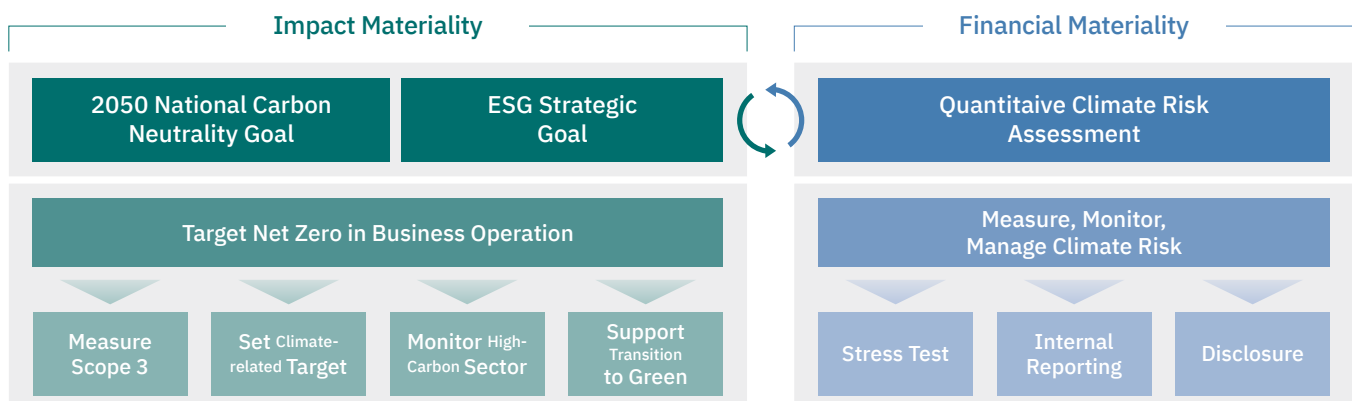 Impact Materiality
Financial Materiality
2050 National Carbon
Neutrality Goal
ESG Strategic
Goal
Quantitaive Climate Risk
Assessment
Target Net Zero in Business Operation
Measure, Monitor,
Manage Climate Risk
Measure
Scope 3
Set Climate-
related Target
Monitor High-
Carbon Sector
Support
Transition
to Green
Stress Test
Internal
Reporting
Disclosure